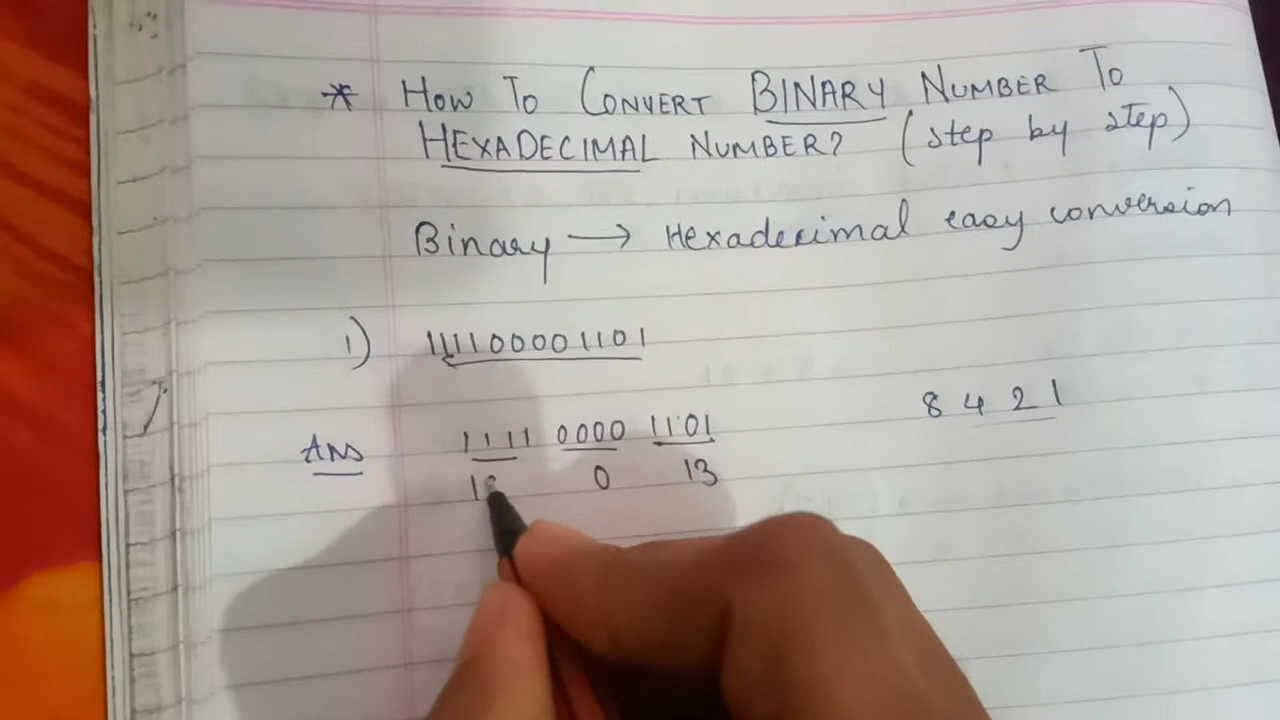 * HOW TO CONVERT BINARY NUMBER TO
HEXADECIMAL NUMBER? (step by step)
Binary → Hexadecimal easy conversion
1) 111100001101
8 4 2 1
Ans 1111 0000 1101
0 13